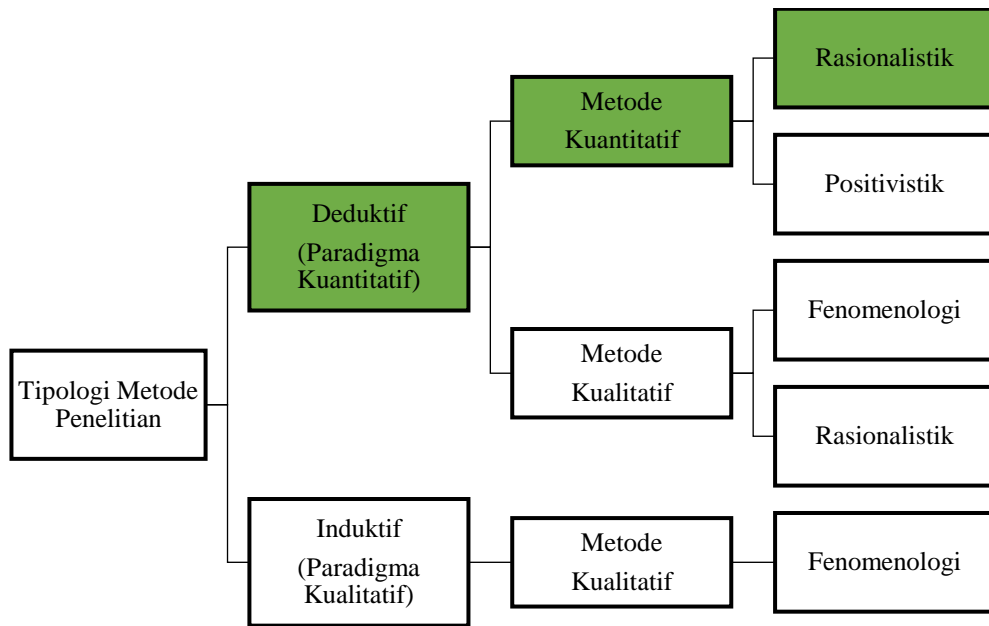 Tipologi Metode
Penelitian
Deduktif
(Paradigma
Kuantitatif)
Metode
Kuantitatif
Rasionalistik
Positivistik
Metode
Kualitatif
Fenomenologi
Rasionalistik
Induktif
(Paradigma
Kualitatif)
Metode
Kualitatif
Fenomenologi